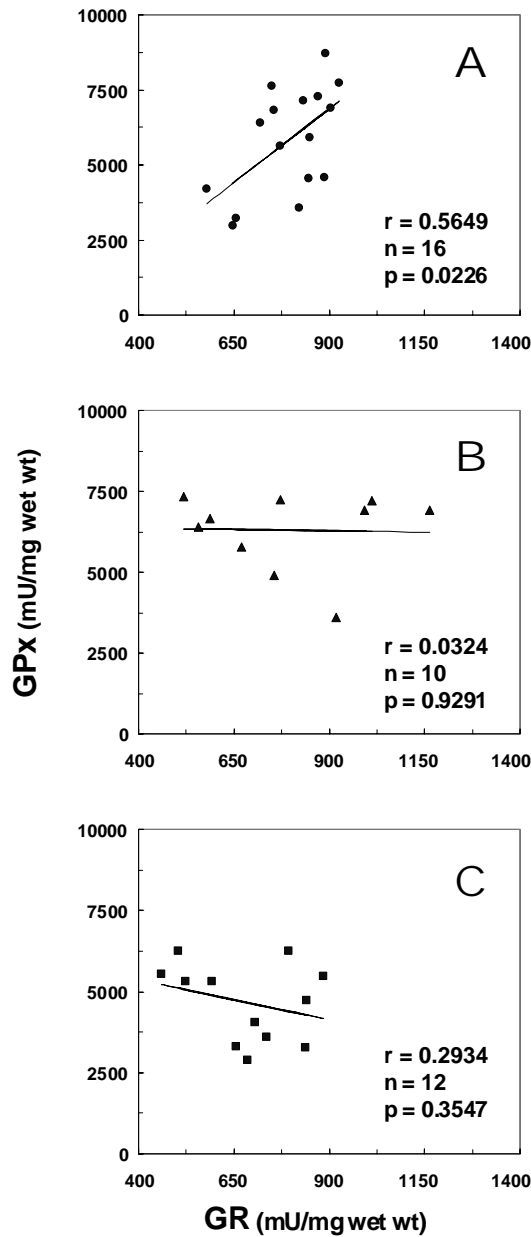 10000
A
7500
5000
2500
r = 0.5649
n = 16
p = 0.0226
0
400 650 900 1150 1400
10000
B
7500
5000
2500
r = 0.0324
n = 10
p = 0.9291
0
400 650 900 1150 1400
GPx (mU/mg wet wt)
10000
C
7500
5000
2500
r = 0.2934
n = 12
p = 0.3547
0
400 650 900 1150 1400
GR (mU/mg wet wt)